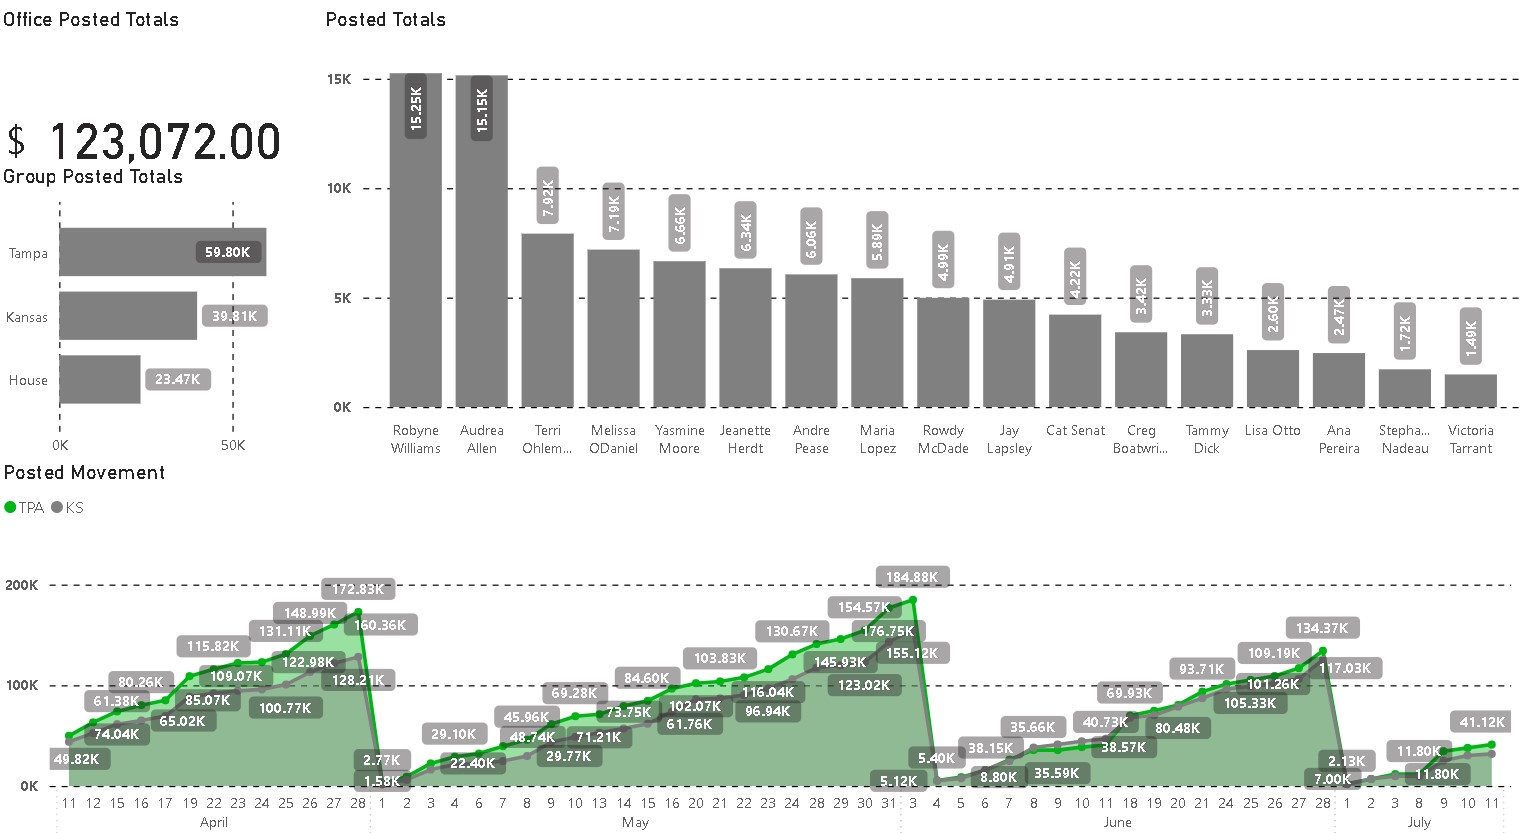 Office Posted Totals
$ 123,072.00
Group Posted Totals
Tampa
59.80K
Kansas
39.81K
House
23.47K
0K
50K
Posted Totals
15K
10K
5K
0K
15.25K
15.15K
7.92K
7.19K
6.66K
6.34K
6.06K
5.89K
4.99K
4.91K
4.22K
3.42K
3.33K
2.60K
2.47K
1.72K
1.49K
Robyne Williams
Audrea Allen
Terri Ohlem...
Melissa ODaniel
Yasmine Moore
Jeanette Herdt
Andre Pease
Maria Lopez
Rowdy McDade
Jay Lapsley
Cat Senat
Creg Boatwri...
Tammy Dick
Lisa Otto
Ana Pereira
Stepha... Nadeau
Victoria Tarrant
Posted Movement
TPA KS
200K
100K
0K
49.82K
61.38K
74.04K
80.26K
65.02K
115.82K
85.07K
109.07K
131.11K
100.77K
148.99K
122.98K
172.83K
160.36K
128.21K
2.77K
1.58K
29.10K
22.40K
45.96K
48.74K
69.28K
29.77K
71.21K
84.60K
73.75K
61.76K
103.83K
102.07K
96.94K
116.04K
130.67K
145.93K
154.57K
123.02K
176.75K
184.88K
155.12K
5.12K
5.40K
38.15K
8.80K
35.66K
35.59K
40.73K
69.93K
38.57K
80.48K
93.71K
105.33K
109.19K
101.26K
134.37K
117.03K
2.13K
7.00K
11.80K
11.80K
41.12K
11 12 15 16 17 19 22 23 24 25 26 27 28 1 2 3 4 6 7 8 9 10 13 14 15 16 20 21 22 23 24 28 29 30 31 3 4 5 6 7 8 9 10 11 18 19 20 21 24 25 26 27 28 1 2 3 8 9 10 11
April May June July